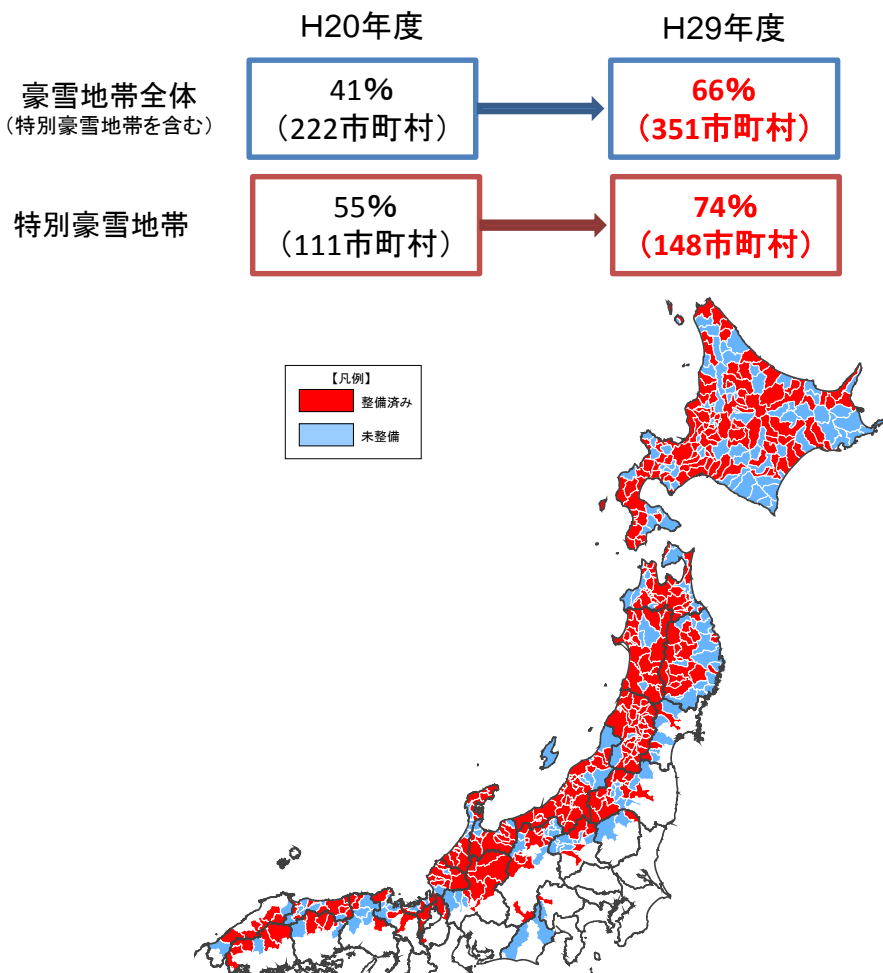 H20年度
H29年度
豪雪地帯全体
（特別豪雪地帯を含む）
41%
（222市町村）
66%
（351市町村）
特別豪雪地帯
55%
（111市町村）
74%
（148市町村）
【凡例】
整備済み
未整備